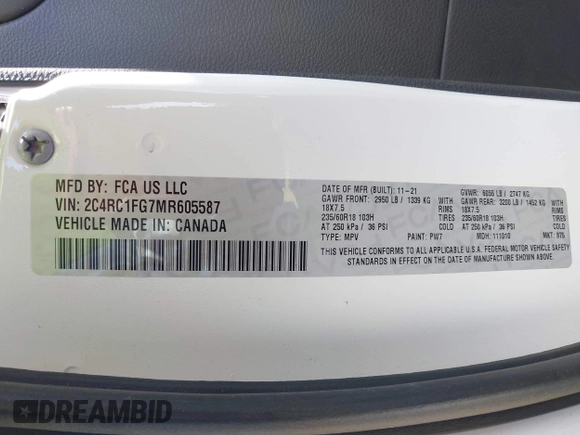 MFD BY: FCA US LLC
VIN: 2C4RC1FG7MR605587
VEHICLE MADE IN: CANADA
DATE OF MFR (BUILT): 11-21
GVWR: 6055 LB / 2747 KG
GAWR FRONT: 2950 LB / 1339 KG
GAWR REAR: 3200 LB / 1452 KG
18X7.5 RIMS 18X7.5 RIMS
235/60R18 103H TIRES 235/60R18 103H TIRES
AT 250 kPa / 36 PSI COLD AT 250 kPa / 36 PSI COLD
TYPE: MPV PAINT: PW7 MDH: 111010 MKT:
THIS VEHICLE CONFORMS TO ALL APPLICABLE U.S.A. FEDERAL MOTOR VEHICLE SAFETY
STANDARDS IN EFFECT ON THE DATE OF MANUFACTURE SHOWN ABOVE.
DREAMBID